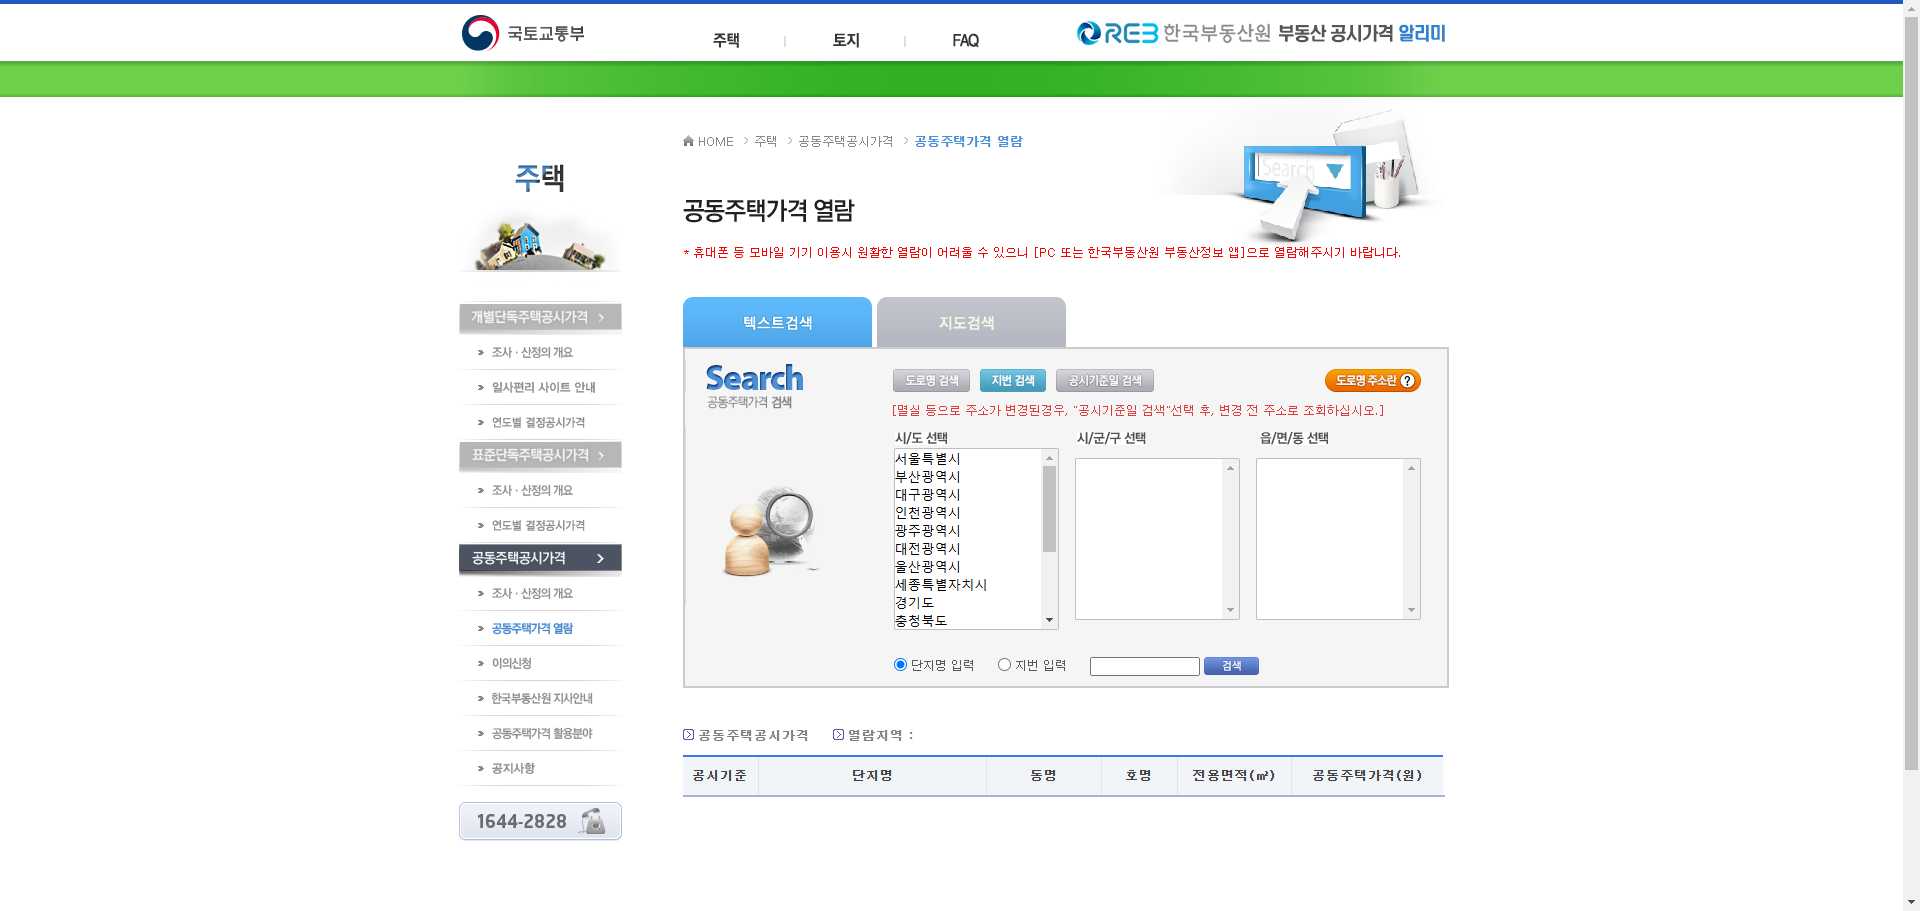 국토교통부
주택
토지
FAQ
REB 한국부동산원 부동산 공시가격 알리미
HOME > 주택 > 공동주택공시가격 > 공동주택가격 열람
주택
Search
공동주택가격 열람
* 휴대폰 등 모바일 기기 이용시 원활한 열람이 어려울 수 있으니 [PC 또는 한국부동산원 부동산정보 앱]으로 열람해주시기 바랍니다.
개별단독주택공시가격
조사 · 산정의 개요
일사편리 사이트 안내
연도별 결정공시가격
표준단독주택공시가격
조사 · 산정의 개요
연도별 결정공시가격
공동주택공시가격
조사 · 산정의 개요
공동주택가격 열람
이의신청
한국부동산원 지사안내
공동주택가격 활용분야
공지사항
1644-2828
텍스트검색
지도검색
Search
공동주택가격 검색
도로명 검색
지번 검색
공시기준일 검색
도로명 주소란 ?
[멸실 등으로 주소가 변경된경우, "공시기준일 검색"선택 후, 변경 전 주소로 조회하십시오.]
시/도 선택
시/군/구 선택
읍/면/동 선택
서울특별시
부산광역시
대구광역시
인천광역시
광주광역시
대전광역시
울산광역시
세종특별자치시
경기도
충청북도
단지명 입력
지번 입력
검색
공동주택공시가격
열람지역 :
공시기준
단지명
동명
호명
전용면적(㎡)
공동주택가격(원)